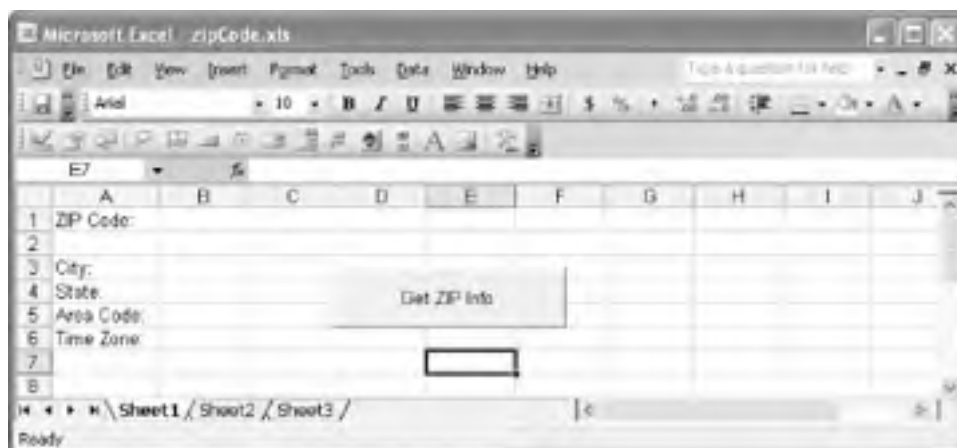 Microsoft Excel - zipCode.xls
File Edit View Insert Format Tools Data Window Help Type a question for help
Arial 10 B I U $ % ,
A
E7 fx
A B C D E F G H I J
1 ZIP Code:
2
3 City:
4 State:
5 Area Code:
6 Time Zone:
Get ZIP Info
7
8
Sheet1 / Sheet2 / Sheet3 /
Ready